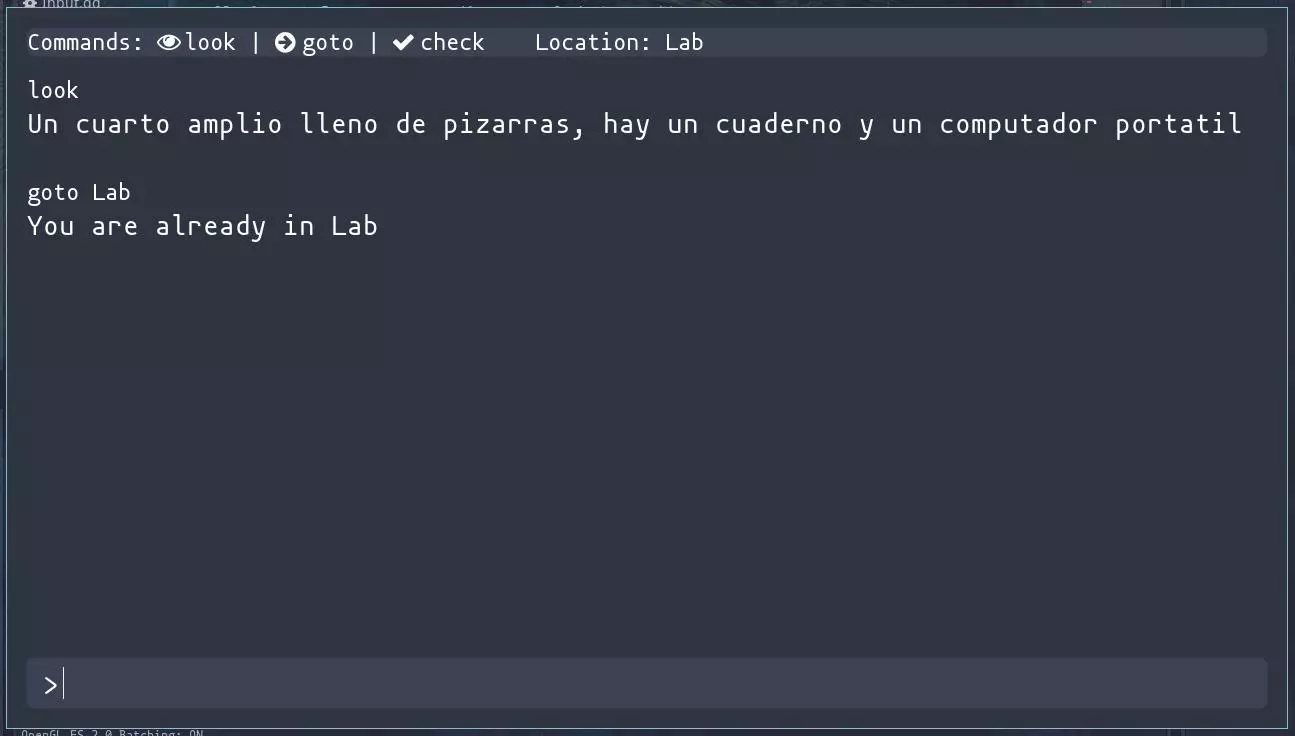 Input.gd
Commands: look | goto | check Location: Lab
look
Un cuarto amplio lleno de pizarras, hay un cuaderno y un computador portatil
goto Lab
You are already in Lab
>
OpenGL ES 2.0 Batching: ON